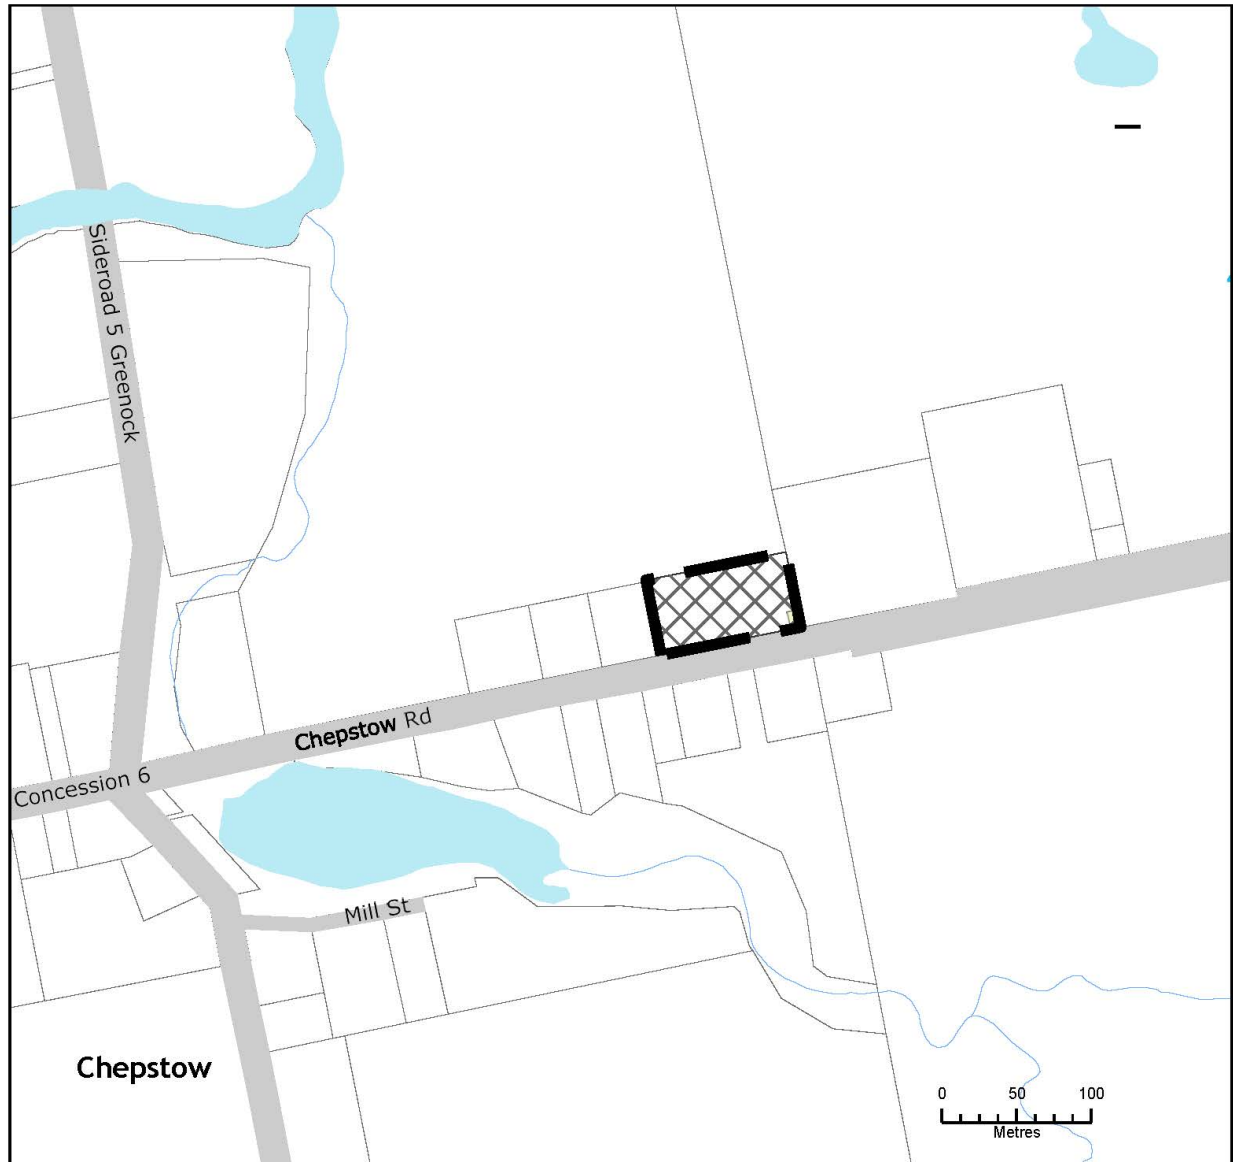 Sideroad 5 Greenock
Chepstow Rd
Concession 6
Mill St
Chepstow
0 50 100
Metres